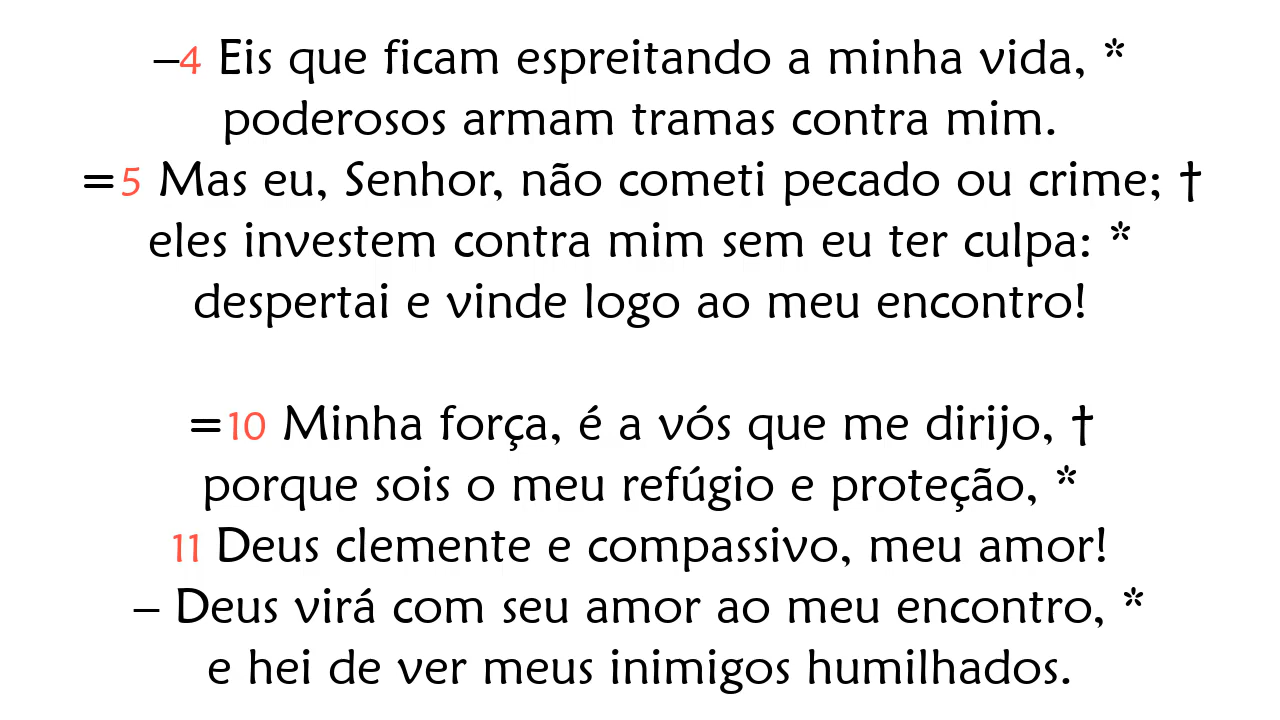 –4 Eis que ficam espreitando a minha vida, *
poderosos armam tramas contra mim.
=5 Mas eu, Senhor, não cometi pecado ou crime; †
eles investem contra mim sem eu ter culpa: *
despertai e vinde logo ao meu encontro!
=10 Minha força, é a vós que me dirijo, †
porque sois o meu refúgio e proteção, *
11 Deus clemente e compassivo, meu amor!
– Deus virá com seu amor ao meu encontro, *
e hei de ver meus inimigos humilhados.